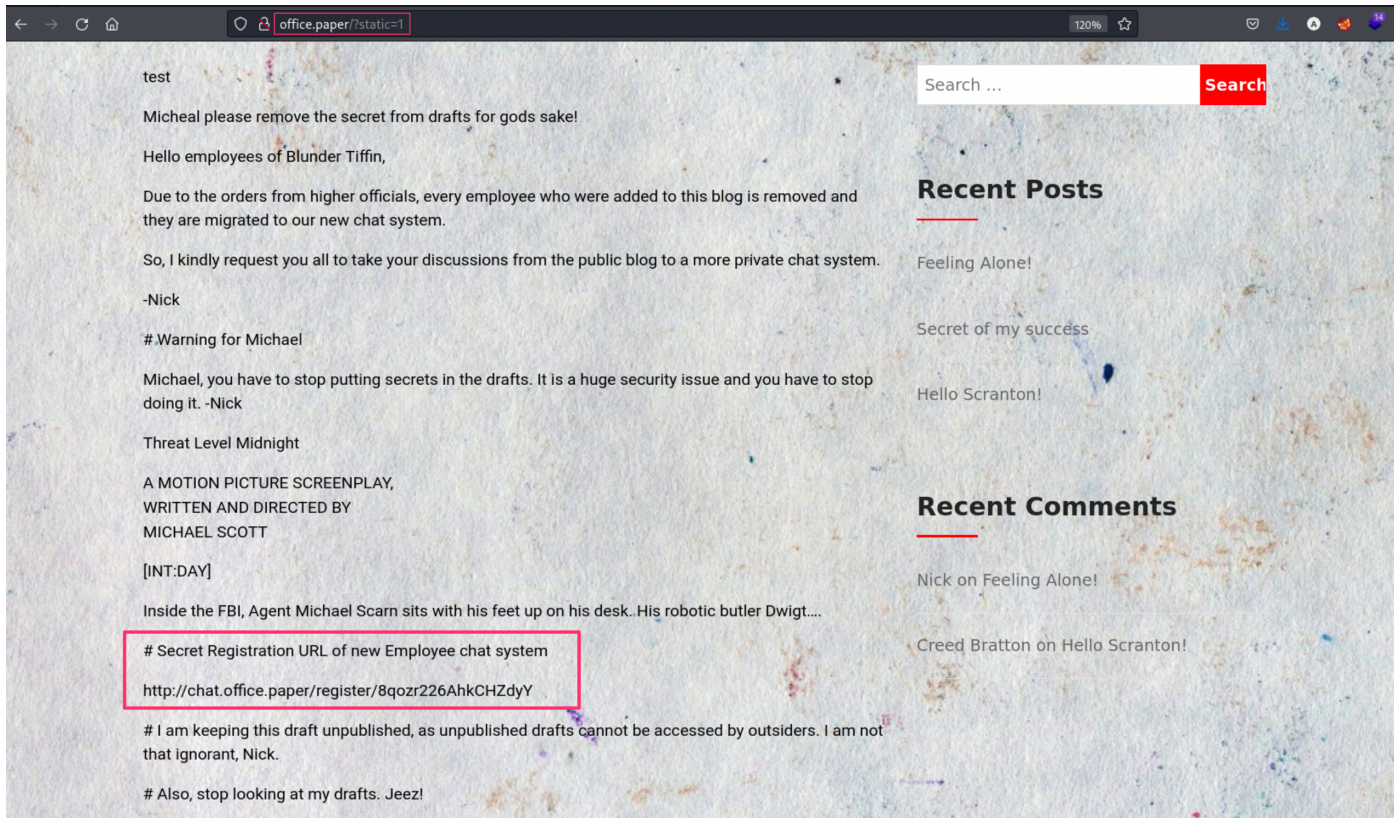 office.paper/?static=1
120%
14
test
Search ...
Search
Micheal please remove the secret from drafts for gods sake!
Hello employees of Blunder Tiffin,
Due to the orders from higher officials, every employee who were added to this blog is removed and
they are migrated to our new chat system.
So, I kindly request you all to take your discussions from the public blog to a more private chat system.
-Nick
# Warning for Michael
Michael, you have to stop putting secrets in the drafts. It is a huge security issue and you have to stop
doing it. -Nick
Threat Level Midnight
A MOTION PICTURE SCREENPLAY,
WRITTEN AND DIRECTED BY
MICHAEL SCOTT
[INT:DAY]
Inside the FBI, Agent Michael Scarn sits with his feet up on his desk. His robotic butler Dwigt….
# Secret Registration URL of new Employee chat system
http://chat.office.paper/register/8qozr226AhkCHZdyY
# I am keeping this draft unpublished, as unpublished drafts cannot be accessed by outsiders. I am not
that ignorant, Nick.
# Also, stop looking at my drafts. Jeez!
Recent Posts
Feeling Alone!
Secret of my success
Hello Scranton!
Recent Comments
Nick on Feeling Alone!
Creed Bratton on Hello Scranton!